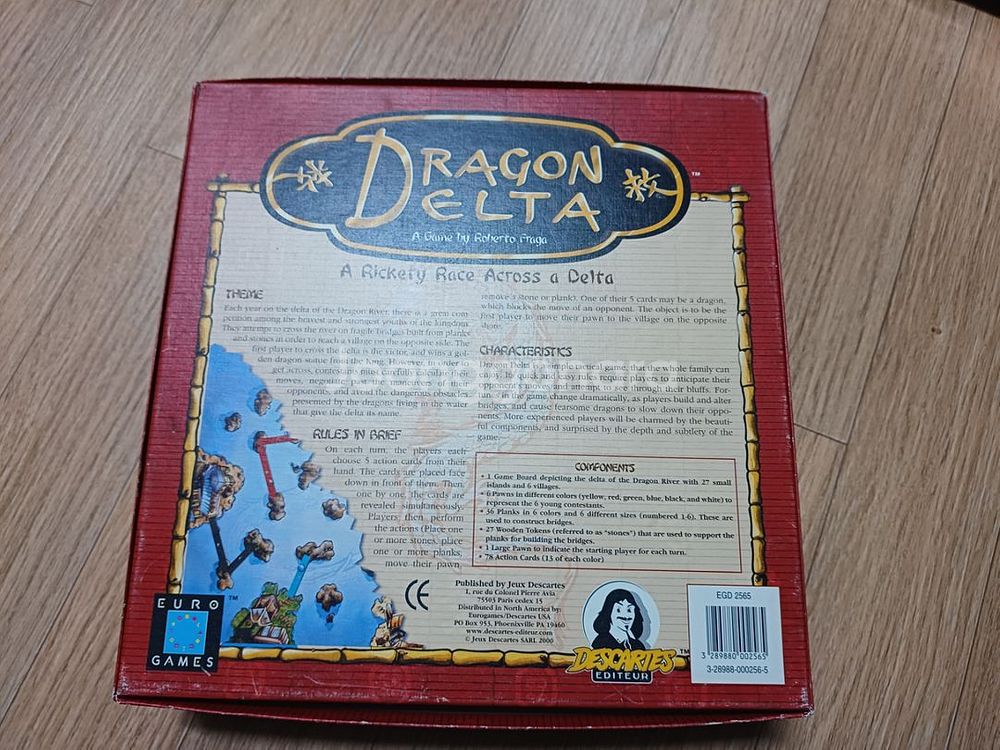 DRAGON
DELTA
™
A Game by Roberto Fraga
A Rickety Race Across a Delta
THEME
Each year on the delta of the Dragon River, there is a great com-
petition among the bravest and strongest youths of the kingdom.
They attempt to cross the river on fragile bridges built from planks
and stones in order to reach a village on the opposite side. The
first player to cross the delta is the victor, and wins a gol-
den dragon statue from the King. However, in order to
get across, contestants must carefully calculate their
moves, negotiate the maneuvers of their
opponents, and avoid the dangerous obstacles
presented by the dragons living in the water
that give the delta its name.
RULES IN BRIEF
On each turn, the players each
choose 5 action cards from their
hand. The cards are placed face
down in front of them. Then,
one by one, the cards are
revealed simultaneously.
Players then perform
the actions (Place one
or more stones, place
one or more planks,
move their pawn,
remove a stone or plank). One of their 5 cards may be a dragon,
which blocks the move of an opponent. The object is to be the
first player to move their pawn to the village on the opposite
shore.
CHARACTERISTICS
Dragon Delta is a simple tactical game, that the whole family can
enjoy. Its quick and easy rules require players to anticipate their
opponent's moves and attempt to see through their bluffs. For-
tunes in the game change dramatically, as players build and alter
bridges, and cause fearsome dragons to slow down their oppo-
nents. More experienced players will be charmed by the beauti-
ful components, and surprised by the depth and subtlety of the
game.
COMPONENTS
• 1 Game Board depicting the delta of the Dragon River with 27 small
islands and 6 villages.
• 6 Pawns in different colors (yellow, red, green, blue, black, and white) to
represent the 6 young contestants.
• 36 Planks in 6 colors and 6 different sizes (numbered 1-6). These are
used to construct bridges.
• 27 Wooden Tokens (referred to as "stones") that are used to support the
planks for building the bridges.
• 1 Large Pawn to indicate the starting player for each turn.
• 78 Action Cards (13 of each color)
EURO
GAMES
™
CE
Published by Jeux Descartes
1, rue du Colonel Pierre Avia
75503 Paris cedex 15
Distributed in North America by:
Eurogames/Descartes USA
PO Box 953, Phoenixville PA 19460
www.descartes-editeur.com
© Jeux Descartes SARL 2000
DESCARTES
™
EDITEUR
EGD 2565
3 289880 002565
3-28988-000256-5